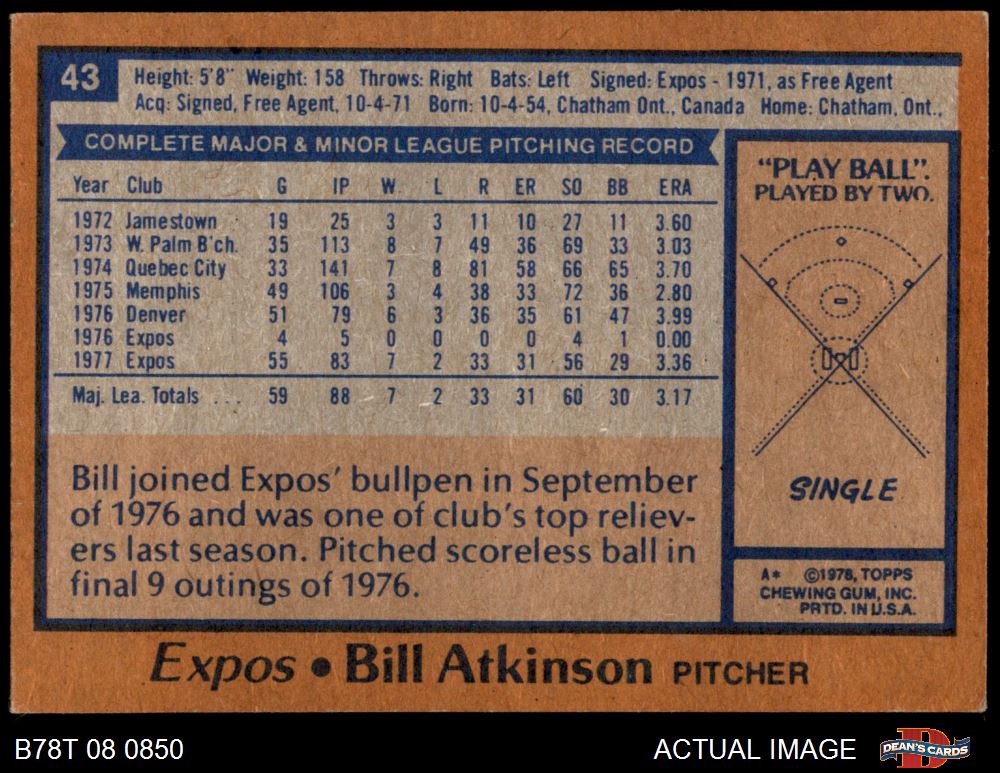 43
Height: 5'8" Weight: 158 Throws: Right Bats: Left Signed: Expos - 1971, as Free Agent
Acq: Signed, Free Agent, 10-4-71 Born: 10-4-54, Chatham Ont., Canada Home: Chatham, Ont.,
COMPLETE MAJOR & MINOR LEAGUE PITCHING RECORD
Year Club G IP W L R ER SO BB ERA
1972 Jamestown 19 25 3 3 11 10 27 11 3.60
1973 W. Palm B'ch. 35 113 8 7 49 36 69 33 3.03
1974 Quebec City 33 141 7 8 81 58 66 65 3.70
1975 Memphis 49 106 3 4 38 33 72 36 2.80
1976 Denver 51 79 6 3 36 35 61 47 3.99
1976 Expos 4 5 0 0 0 0 4 1 0.00
1977 Expos 55 83 7 2 33 31 56 29 3.36
Maj. Lea. Totals ... 59 88 7 2 33 31 60 30 3.17
Bill joined Expos' bullpen in September
of 1976 and was one of club's top reliev-
ers last season. Pitched scoreless ball in
final 9 outings of 1976.
"PLAY BALL".
PLAYED BY TWO.
SINGLE
A* ©1978, TOPPS
CHEWING GUM, INC.
PRTD. IN U.S.A.
Expos • Bill Atkinson PITCHER
B78T 08 0850
ACTUAL IMAGE
DEAN'S CARDS